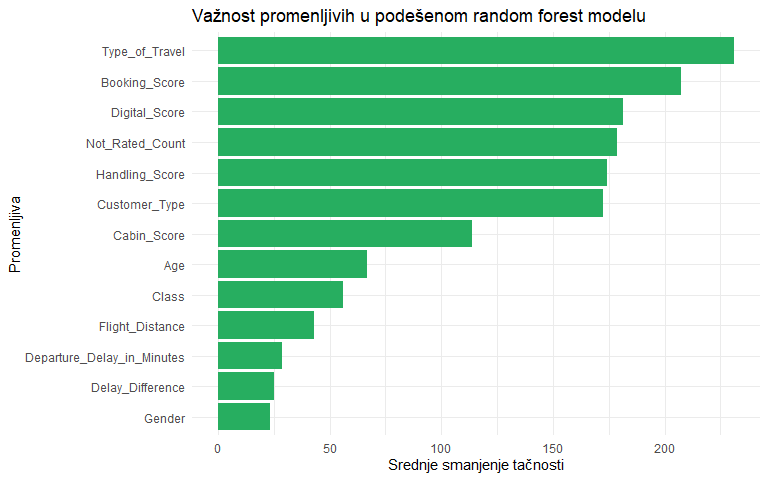 Važnost promenljivih u podešenom random forest modelu
Promenljiva
Type_of_Travel
Booking_Score
Digital_Score
Not_Rated_Count
Handling_Score
Customer_Type
Cabin_Score
Age
Class
Flight_Distance
Departure_Delay_in_Minutes
Delay_Difference
Gender
0 50 100 150 200
Srednje smanjenje tačnosti